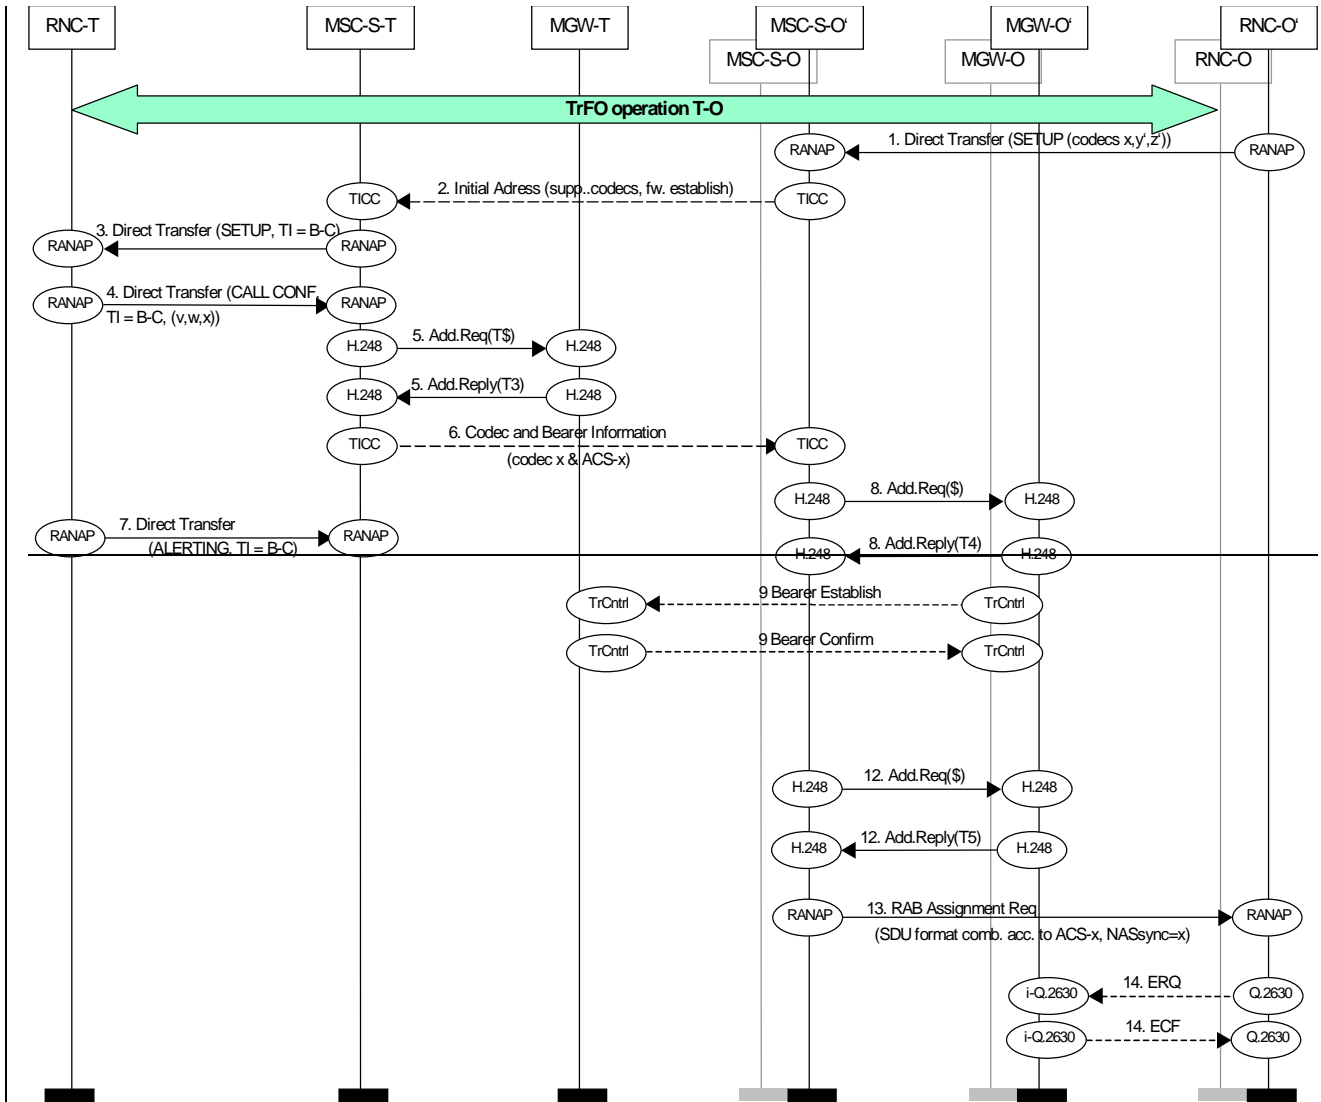 RNC-T
MSC-S-T
MGW-T
MSC-S-O‘
MGW-O‘
RNC-O‘
MSC-S-O
MGW-O
RNC-O
TrFO operation T-O
RANAP
1. Direct Transfer (SETUP (codecs x,y‘,z‘))
RANAP
TICC
2. Initial Adress (supp..codecs, fw. establish)
TICC
RANAP
3. Direct Transfer (SETUP, TI = B-C)
RANAP
RANAP
4. Direct Transfer (CALL CONF,
TI = B-C, (v,w,x))
RANAP
H.248
5. Add.Req(T$)
H.248
H.248
5. Add.Reply(T3)
H.248
TICC
6. Codec and Bearer Information
(codec x & ACS-x)
TICC
H.248
8. Add.Req($)
H.248
RANAP
7. Direct Transfer
(ALERTING, TI = B-C)
RANAP
H.248
8. Add.Reply(T4)
H.248
TrCntrl
9 Bearer Establish
TrCntrl
TrCntrl
9 Bearer Confirm
TrCntrl
H.248
12. Add.Req($)
H.248
H.248
12. Add.Reply(T5)
H.248
RANAP
13. RAB Assignment Req
(SDU format comb. acc. to ACS-x, NASsync=x)
RANAP
i-Q.2630
14. ERQ
Q.2630
i-Q.2630
14. ECF
Q.2630